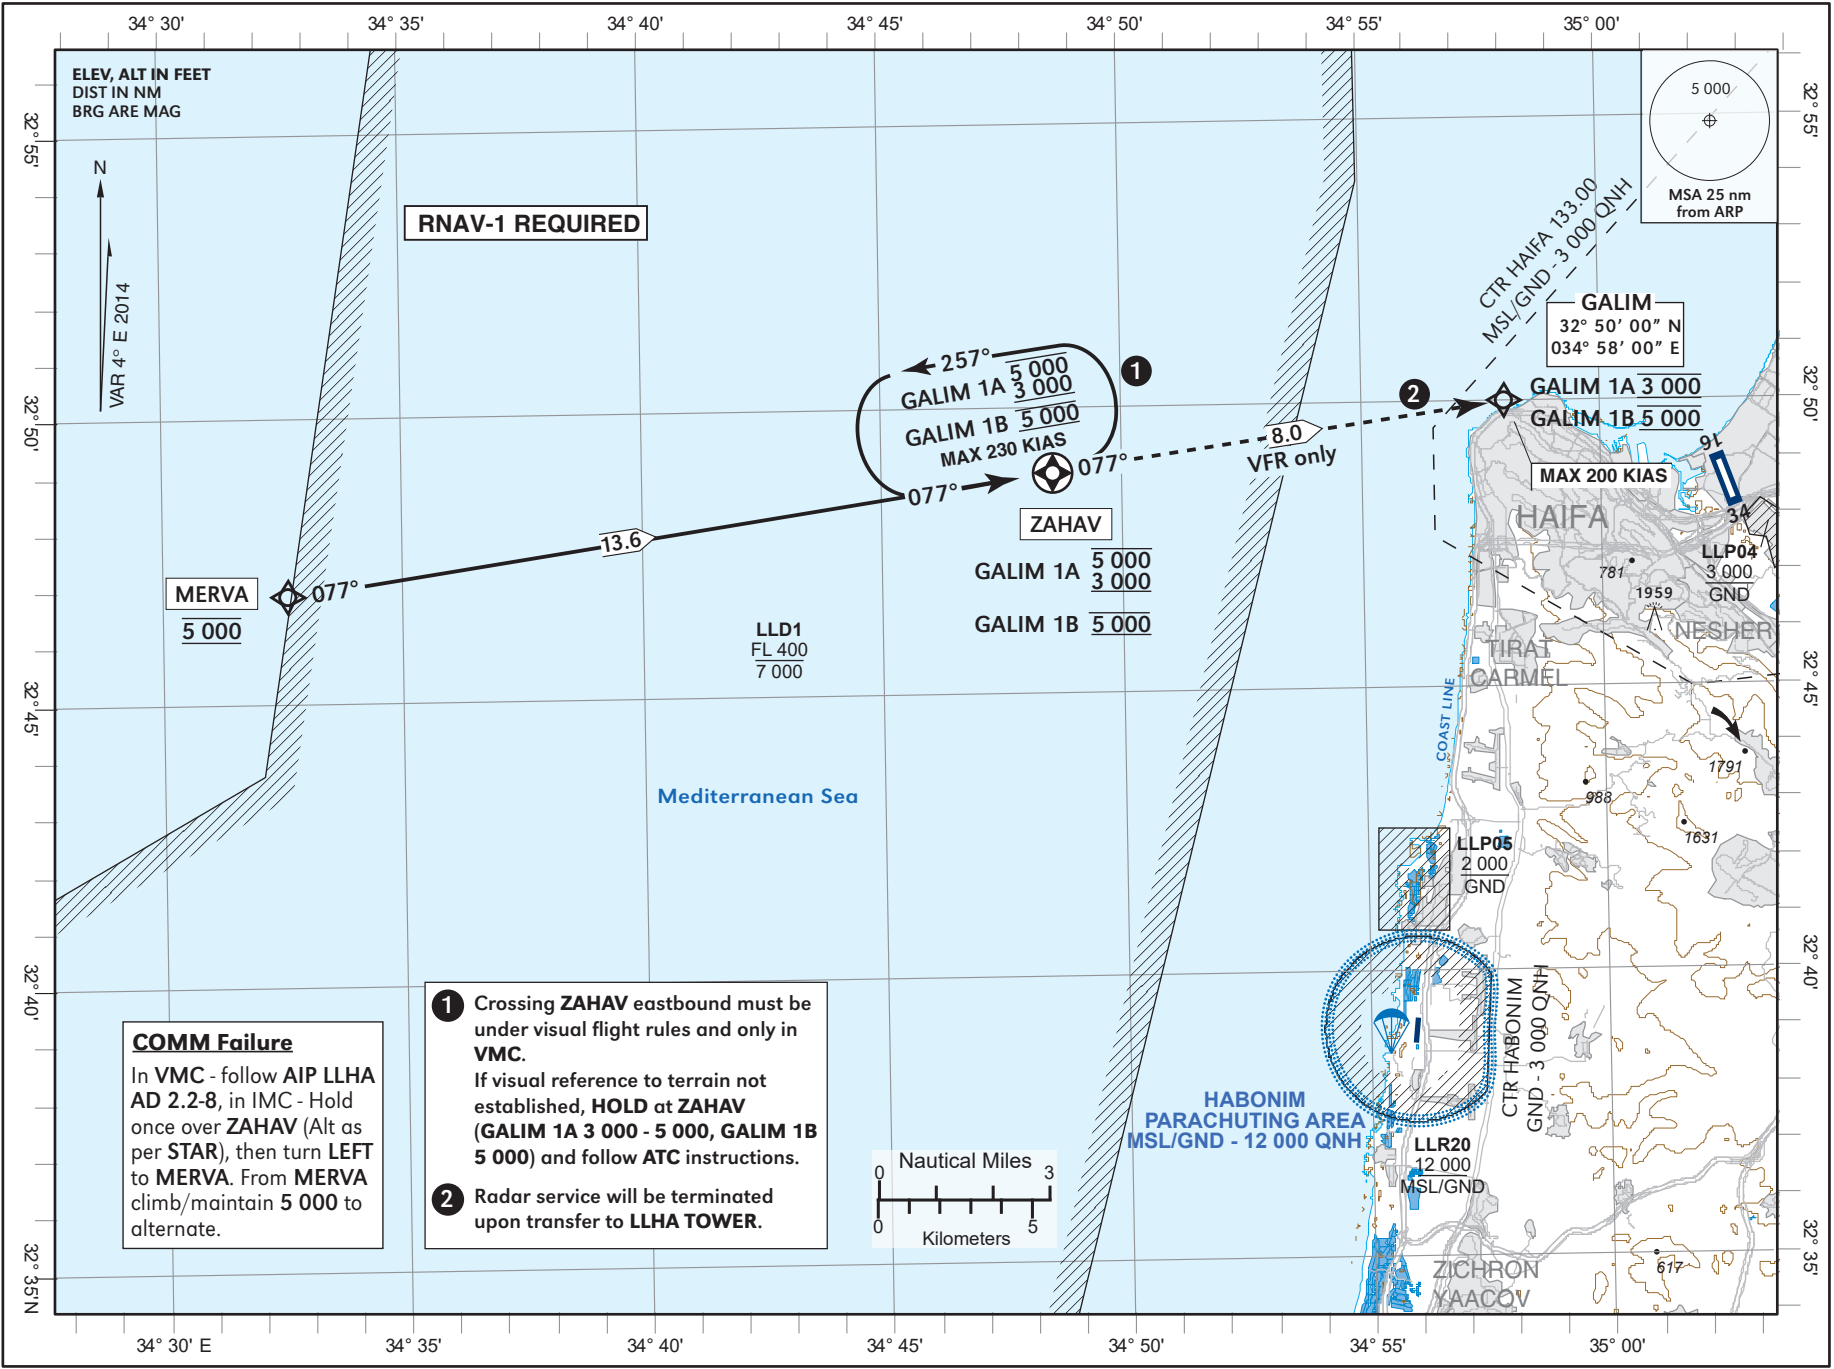 34° 30' 34° 35' 34° 40' 34° 45' 34° 50' 34° 55' 35° 00'
ELEV, ALT IN FEET
DIST IN NM
BRG ARE MAG
5 000
MSA 25 nm
from ARP
32° 55'
32° 55'
N
VAR 4° E 2014
RNAV-1 REQUIRED
CTR HAIFA 133.00
MSL/GND - 3 000 QNH
GALIM
32° 50' 00" N
034° 58' 00" E
257°
GALIM 1A 5 000
3 000
GALIM 1B 5 000
MAX 230 KIAS
1
2
GALIM 1A 3 000
GALIM 1B 5 000
32° 50'
32° 50'
8.0
VFR only
077°
077°
MAX 200 KIAS
16
34
HAIFA
ZAHAV
GALIM 1A 5 000
3 000
GALIM 1B 5 000
13.6
MERVA
077°
5 000
LLP04
3 000
GND
781
1959
NESHER
LLD1
FL 400
7 000
TIRAT
CARMEL
32° 45'
32° 45'
COAST LINE
1791
988
1631
Mediterranean Sea
LLP05
2 000
GND
32° 40'
32° 40'
CTR HABONIM
GND - 3 000 QNH
HABONIM
PARACHUTING AREA
MSL/GND - 12 000 QNH
LLR20
12 000
MSL/GND
COMM Failure
In VMC - follow AIP LLHA
AD 2.2-8, in IMC - Hold
once over ZAHAV (Alt as
per STAR), then turn LEFT
to MERVA. From MERVA
climb/maintain 5 000 to
alternate.
1 Crossing ZAHAV eastbound must be
under visual flight rules and only in
VMC.
If visual reference to terrain not
established, HOLD at ZAHAV
(GALIM 1A 3 000 - 5 000, GALIM 1B
5 000) and follow ATC instructions.
2 Radar service will be terminated
upon transfer to LLHA TOWER.
0 Nautical Miles 3
0 5
Kilometers
ZICHRON
YAACOV
617
32° 35'N
32° 35'
34° 30' E 34° 35' 34° 40' 34° 45' 34° 50' 34° 55' 35° 00'